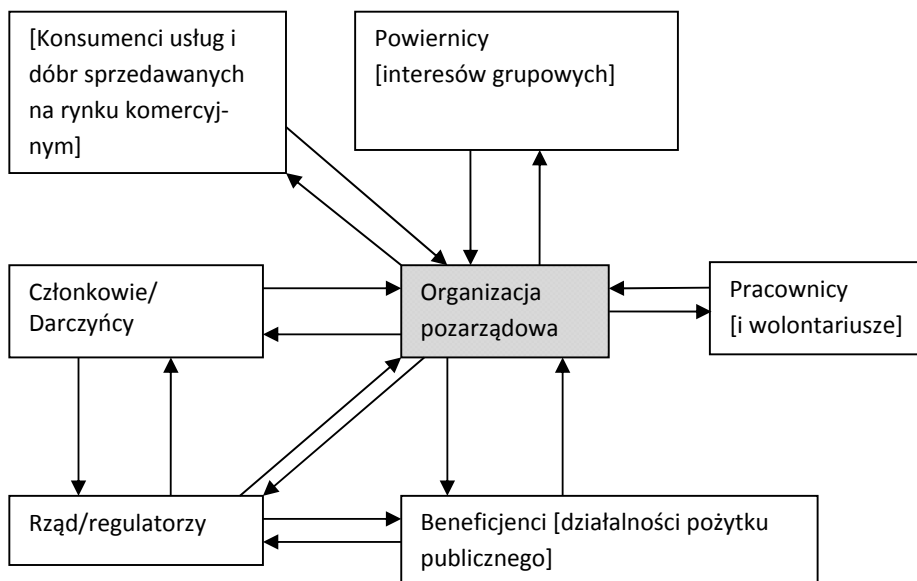 [Konsumenci usług i
dóbr sprzedawanych
na rynku komercyj-
nym]
Powiernicy
[interesów grupowych]
Członkowie/
Darczyńcy
Organizacja
pozarządowa
Pracownicy
[i wolontariusze]
Rząd/regulatorzy
Beneficjenci [działalności pożytku
publicznego]